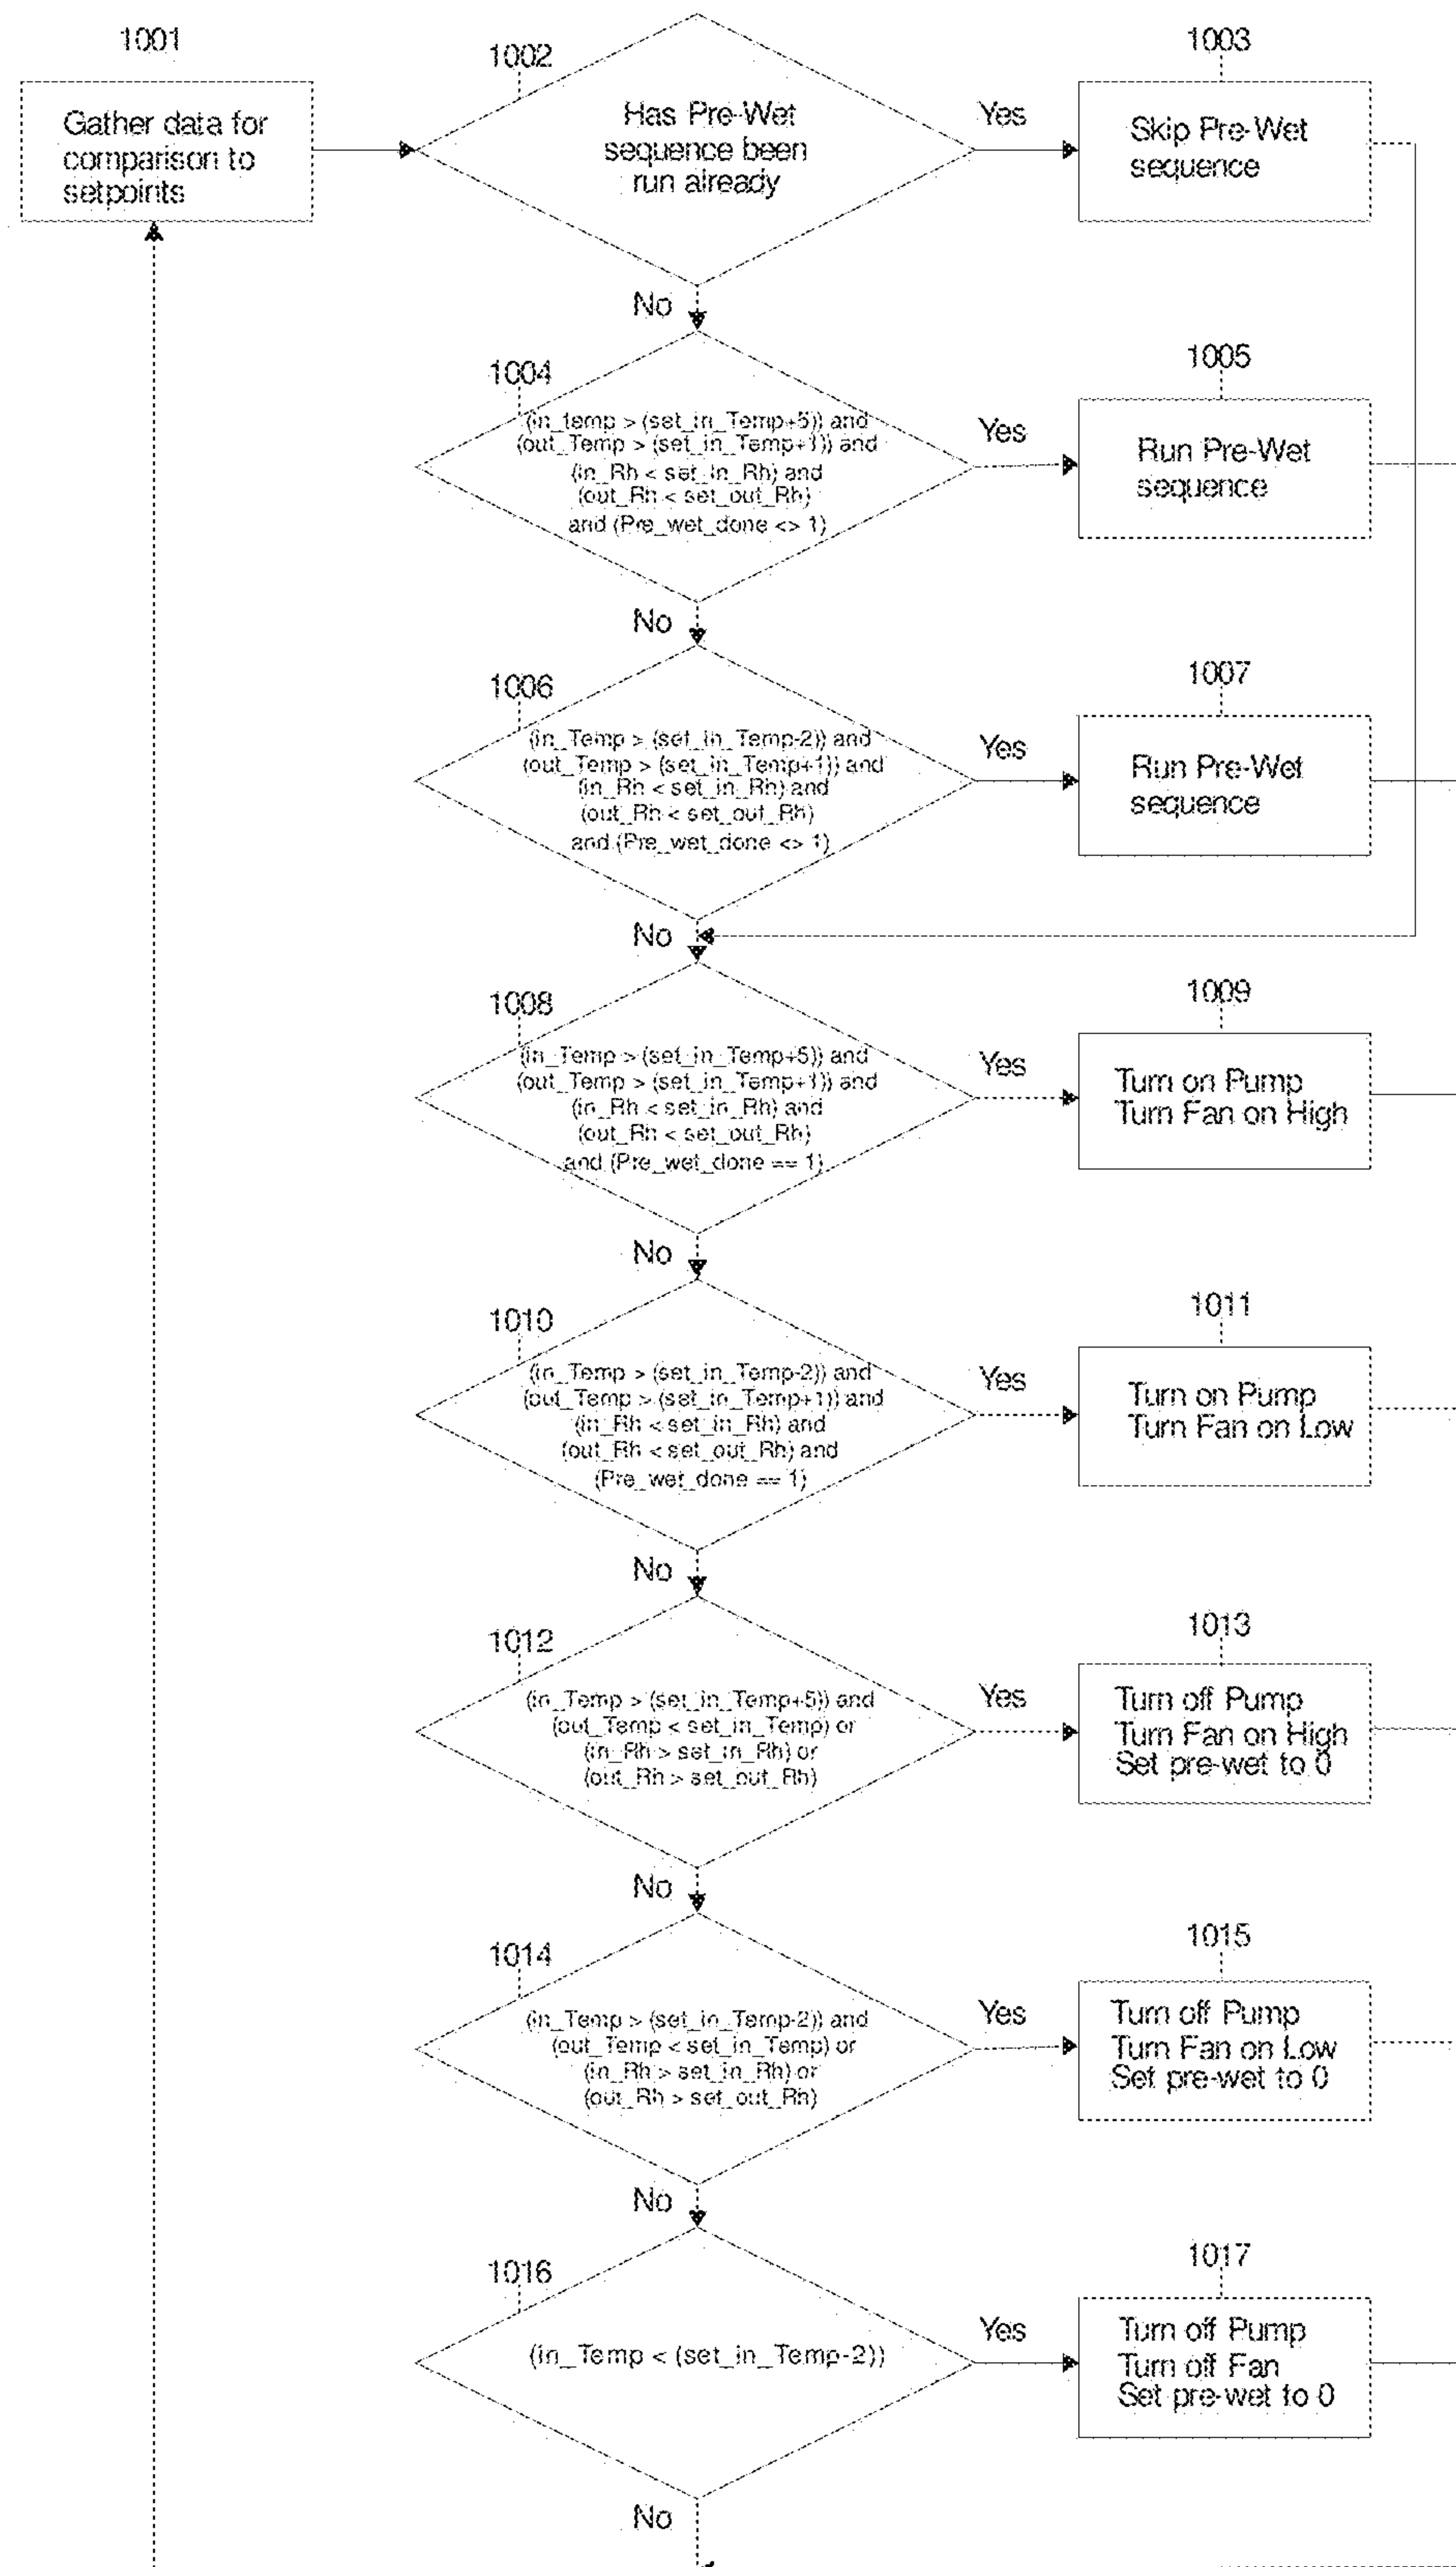 1001
Gather data for
comparison to
setpoints
1002
Has Pre-Wet
sequence been
run already
Yes
1003
Skip Pre-Wet
sequence
No
1004
(in_temp > (set_in_Temp+5)) and
(out_Temp > (set_in_Temp+1)) and
(in_Rh < set_in_Rh) and
(out_Rh < set_out_Rh)
and (Pre_wet_done <> 1)
Yes
1005
Run Pre-Wet
sequence
No
1006
(in_Temp > (set_in_Temp-2)) and
(out_Temp > (set_in_Temp+1)) and
(in_Rh < set_in_Rh) and
(out_Rh < set_out_Rh)
and (Pre_wet_done <> 1)
Yes
1007
Run Pre-Wet
sequence
No
1008
(in_Temp > (set_in_Temp+5)) and
(out_Temp > (set_in_Temp+1)) and
(in_Rh < set_in_Rh) and
(out_Rh < set_out_Rh)
and (Pre_wet_done == 1)
Yes
1009
Turn on Pump
Turn Fan on High
No
1010
(in_Temp > (set_in_Temp-2)) and
(out_Temp > (set_in_Temp+1)) and
(in_Rh < set_in_Rh) and
(out_Rh < set_out_Rh) and
(Pre_wet_done == 1)
Yes
1011
Turn on Pump
Turn Fan on Low
No
1012
(in_Temp > (set_in_Temp+5)) and
(out_Temp < set_in_Temp) or
(in_Rh > set_in_Rh) or
(out_Rh > set_out_Rh)
Yes
1013
Turn off Pump
Turn Fan on High
Set pre-wet to 0
No
1014
(in_Temp > (set_in_Temp-2)) and
(out_Temp < set_in_Temp) or
(in_Rh > set_in_Rh) or
(out_Rh > set_out_Rh)
Yes
1015
Turn off Pump
Turn Fan on Low
Set pre-wet to 0
No
1016
(in_Temp < (set_in_Temp-2))
Yes
1017
Turn off Pump
Turn off Fan
Set pre-wet to 0
No